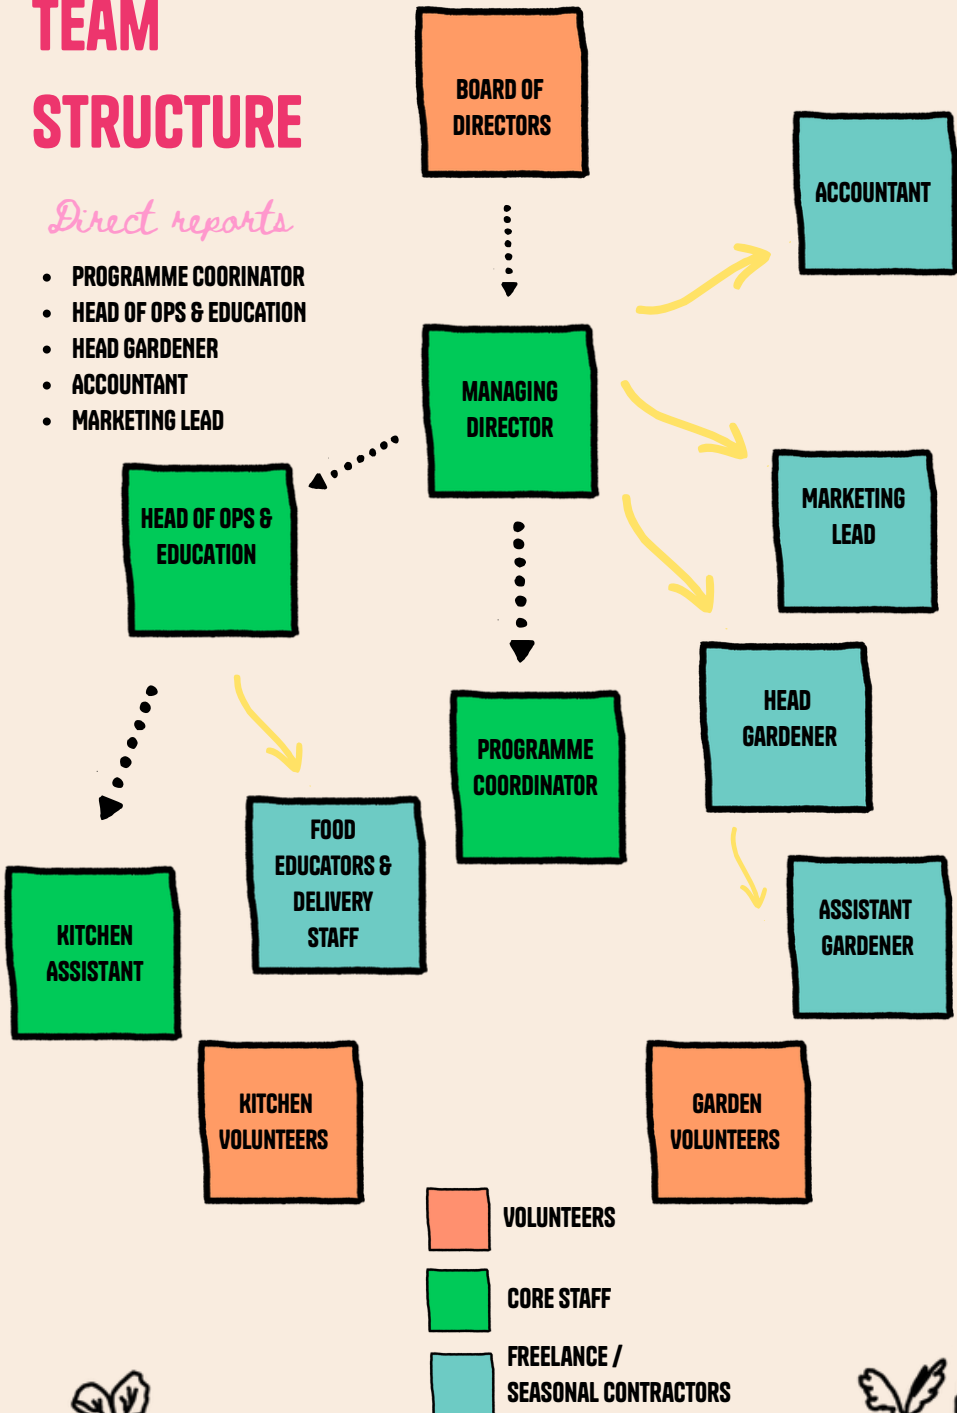 TEAM
STRUCTURE
Direct reports
• PROGRAMME COORINATOR
• HEAD OF OPS & EDUCATION
• HEAD GARDENER
• ACCOUNTANT
• MARKETING LEAD
BOARD OF
DIRECTORS
ACCOUNTANT
MANAGING
DIRECTOR
HEAD OF OPS &
EDUCATION
MARKETING
LEAD
HEAD
GARDENER
PROGRAMME
COORDINATOR
FOOD
EDUCATORS &
DELIVERY
STAFF
KITCHEN
ASSISTANT
ASSISTANT
GARDENER
KITCHEN
VOLUNTEERS
GARDEN
VOLUNTEERS
VOLUNTEERS
CORE STAFF
FREELANCE /
SEASONAL CONTRACTORS